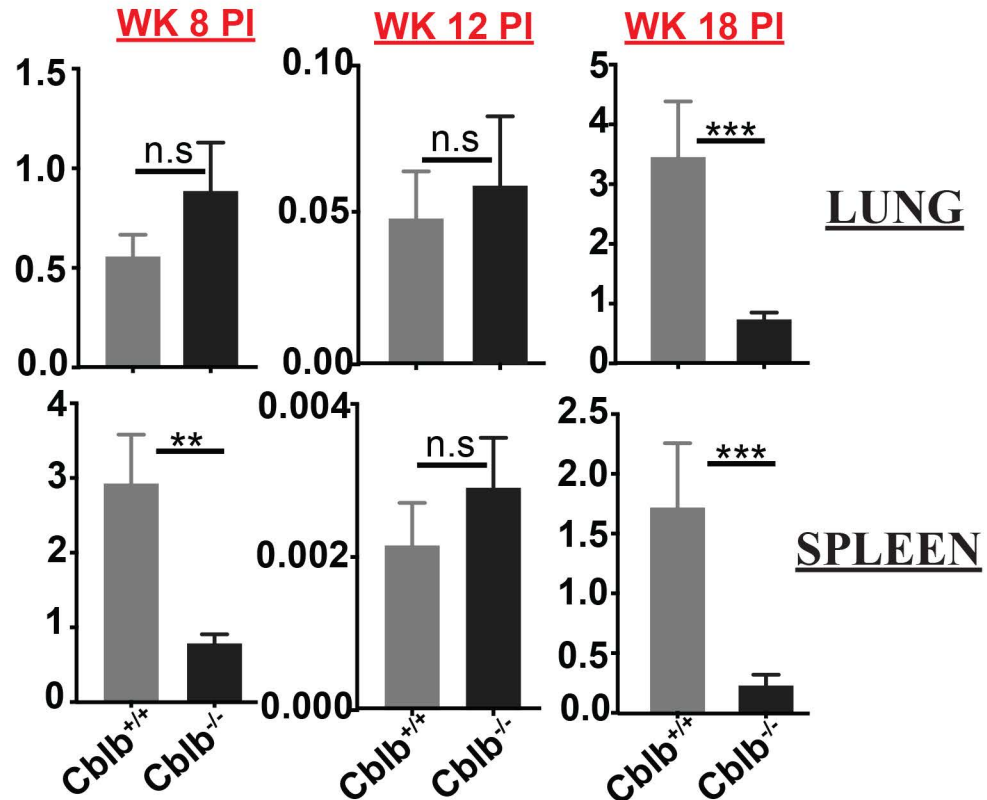 WK 8 PI
WK 12 PI
WK 18 PI
1.5
1.0
0.5
0.0
n.s
0.10
0.05
0.00
n.s
5
4
3
2
1
0
***
LUNG
4
3
2
1
0
**
0.004
0.002
0.000
n.s
2.5
2.0
1.5
1.0
0.5
0.0
***
SPLEEN
Cblb+/+
Cblb-/-
Cblb+/+
Cblb-/-
Cblb+/+
Cblb-/-